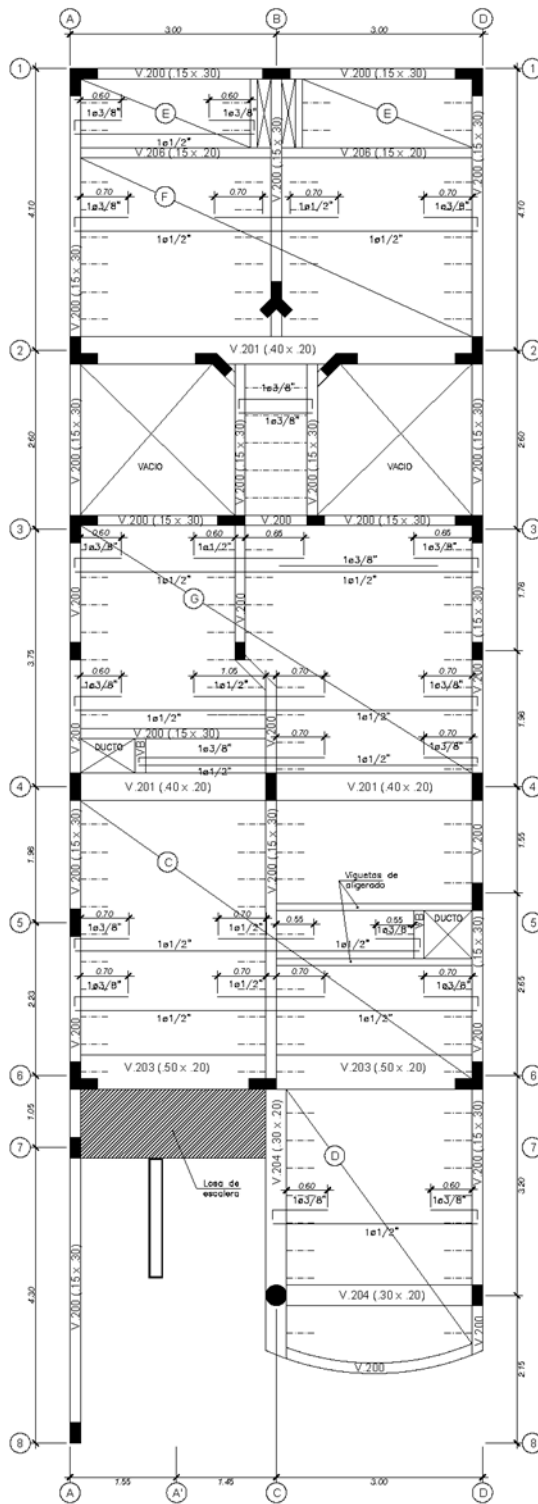 A B D
3.00 3.00
1 V.200 (.15 x .30) V.200 (.15 x .30) 1
0.60 0.60
1ø3/8" E 1ø3/8" E
1ø1/2"
V.200 (.15 x .30) V.200 (.15 x .30)
V.206 (.15 x .20) V.206 (.15 x .20)
F
0.70 0.70 0.70 0.70
1ø3/8" 1ø1/2" 1ø3/8"
4.10 4.10
1ø1/2" 1ø1/2"
V.200 (.15 x .30) V.200 (.15 x .30)
2 V.201 (.40 x .20) 2
1ø3/8"
1ø3/8"
2.60 V.200 (.15 x .30) V.200 (.15 x .30) V.200 (.15 x .30) V.200 (.15 x .30) 2.60
VACIO VACIO
3 V.200 (.15 x .30) V.200 V.200 (.15 x .30) 3
0.60 0.60 0.65 0.65
1ø3/8" 1ø1/2" 1ø3/8"
1ø3/8"
1ø1/2" 1ø1/2"
V.200 G V.200 V.200 (.15 x .30) 1.76
3.75
0.60 1.05 0.70 0.70
1ø3/8" 1ø1/2" 1ø3/8"
1ø1/2" 1ø1/2"
V.200 (.15 x .30)
V.200 V.200 V.200 (.15 x .30) 1.96
0.70 0.70
DUCTO VB 1ø3/8" 1ø3/8"
1ø1/2"
1ø1/2"
4 V.201 (.40 x .20) V.201 (.40 x .20) 4
1.96 V.200 (.15 x .30) C V.200 (.15 x .30) V.200 1.55
Viguetas de
aligerado
0.70 0.70 0.55 0.55
5 1ø3/8" 1ø1/2" 1ø3/8" VB DUCTO 5
1ø1/2" 1ø1/2"
0.70 0.70 0.70 0.70
1ø3/8" 1ø1/2" 1ø3/8"
2.23 2.65
1ø1/2" 1ø1/2"
V.200 V.200
V.203 (.50 x .20) V.203 (.50 x .20)
6 6
1.05
7 D 7
Losa de
escalera
V.204 (.30 x .20) V.200 (.15 x .30) 3.20
0.60 0.60
1ø3/8" 1ø3/8"
1ø1/2"
V.200 (.15 x .30) V.204 (.30 x .20)
4.30
V.200 V.200
2.15
8 8
1.55 1.45 3.00
A A' C D